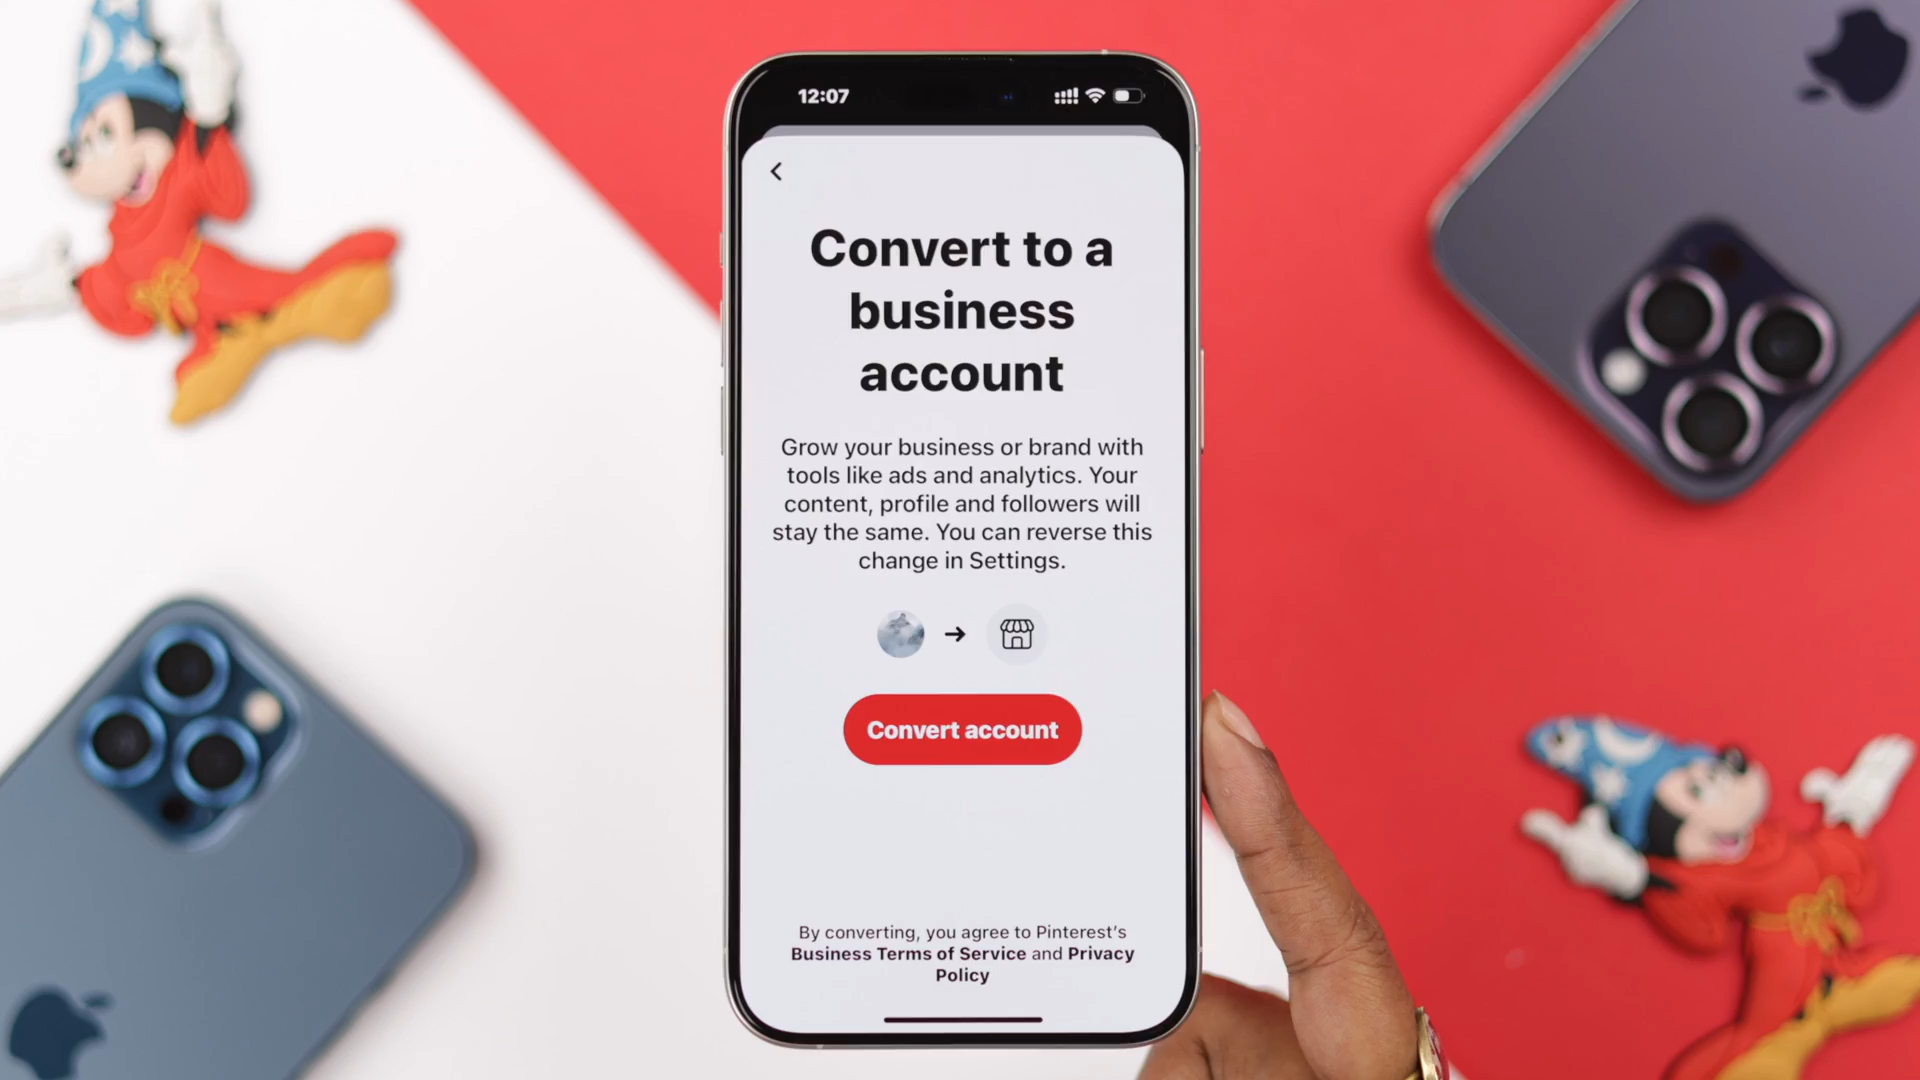 12:07
Convert to a
business
account
Grow your business or brand with
tools like ads and analytics. Your
content, profile and followers will
stay the same. You can reverse this
change in Settings.
Convert account
By converting, you agree to Pinterest's
Business Terms of Service and Privacy
Policy